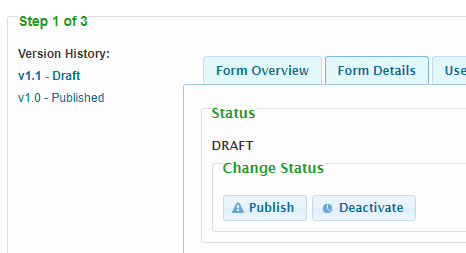 Step 1 of 3
Version History:
v1.1 - Draft
v1.0 - Published
Form Overview
Form Details
Status
DRAFT
Change Status
Publish
Deactivate